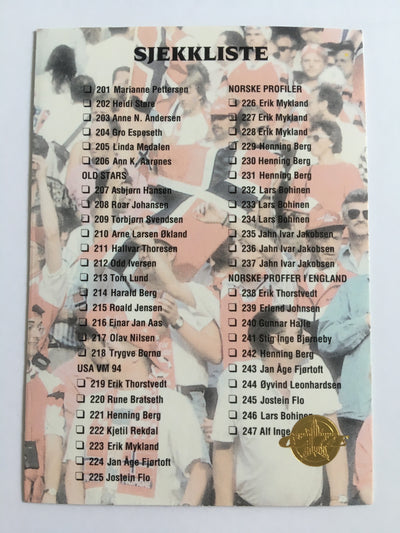 SJEKKLISTE
201 Marianne Pettersen
202 Heidi Støre
203 Anne N. Andersen
204 Gro Espeseth
205 Linda Medalen
206 Ann K. Aarønes
OLD STARS
207 Asbjørn Hansen
208 Roar Johansen
209 Torbjørn Svendsen
210 Arne Larsen Økland
211 Hallvar Thoresen
212 Odd Iversen
213 Tom Lund
214 Harald Berg
215 Roald Jensen
216 Ejnar Jan Aas
217 Olav Nilsen
218 Trygve Bornø
USA VM 94
219 Erik Thorstvedt
220 Rune Bratseth
221 Henning Berg
222 Kjetil Rekdal
223 Erik Mykland
224 Jan Åge Fjørtoft
225 Jostein Flo
NORSKE PROFILER
226 Erik Mykland
227 Erik Mykland
228 Erik Mykland
229 Henning Berg
230 Henning Berg
231 Henning Berg
232 Lars Bohinen
233 Lars Bohinen
234 Lars Bohinen
235 Jahn Ivar Jakobsen
236 Jahn Ivar Jakobsen
237 Jahn Ivar Jakobsen
NORSKE PROFFER I ENGLAND
238 Erik Thorstvedt
239 Erlend Johnsen
240 Gunnar Halle
241 Stig Inge Bjørneby
242 Henning Berg
243 Jan Åge Fjørtoft
244 Øyvind Leonhardsen
245 Jostein Flo
246 Lars Bohinen
247 Alf Inge